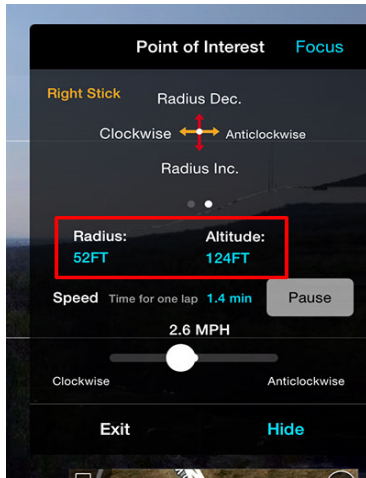 Point of Interest Focus
Right Stick
Radius Dec.
Clockwise Anticlockwise
Radius Inc.
Radius: Altitude:
52FT 124FT
Speed Time for one lap 1.4 min Pause
2.6 MPH
Clockwise Anticlockwise
Exit Hide